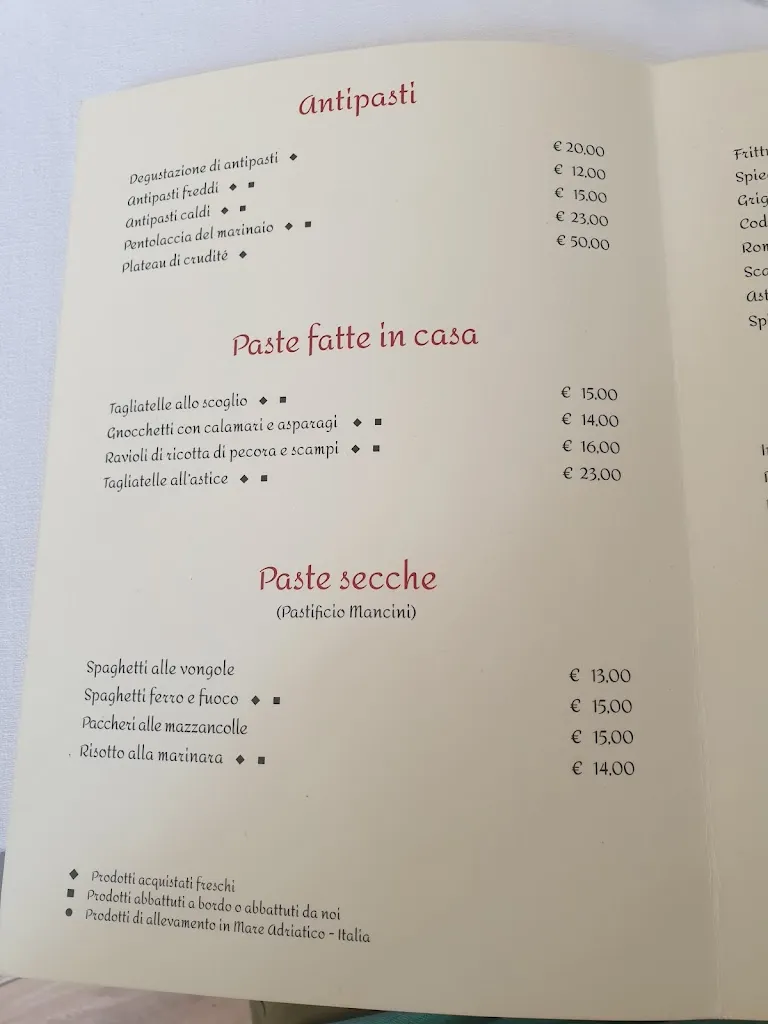 Antipasti
Degustazione di antipasti ◆ € 20,00
Antipasti freddi ◆ ■ € 12,00
Antipasti caldi ◆ ■ € 15,00
Pentolaccia del marinaio ◆ ■ € 23,00
Plateau di crudité ◆ € 50,00
Paste fatte in casa
Tagliatelle allo scoglio ◆ ■ € 15,00
Gnocchetti con calamari e asparagi ◆ ■ € 14,00
Ravioli di ricotta di pecora e scampi ◆ ■ € 16,00
Tagliatelle all'astice ◆ ■ € 23,00
Paste secche
(Pastificio Mancini)
Spaghetti alle vongole € 13,00
Spaghetti ferro e fuoco ◆ ■ € 15,00
Paccheri alle mazzancolle € 15,00
Risotto alla marinara ◆ ■ € 14,00
◆ Prodotti acquistati freschi
■ Prodotti abbattuti a bordo o abbattuti da noi
● Prodotti di allevamento in Mare Adriatico - Italia